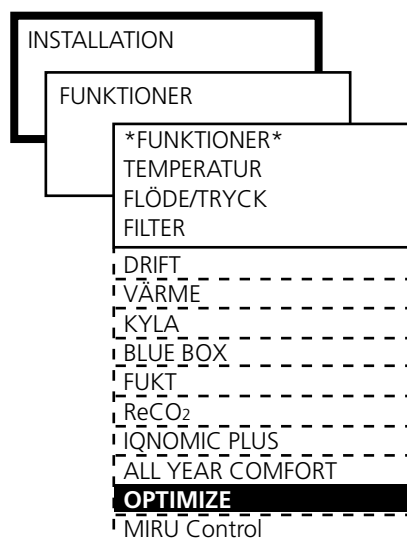 INSTALLATION
FUNKTIONER
*FUNKTIONER*
TEMPERATUR
FLÖDE/TRYCK
FILTER
DRIFT
VÄRME
KYLA
BLUE BOX
FUKT
ReCO₂
IQNOMIC PLUS
ALL YEAR COMFORT
OPTIMIZE
MIRU Control